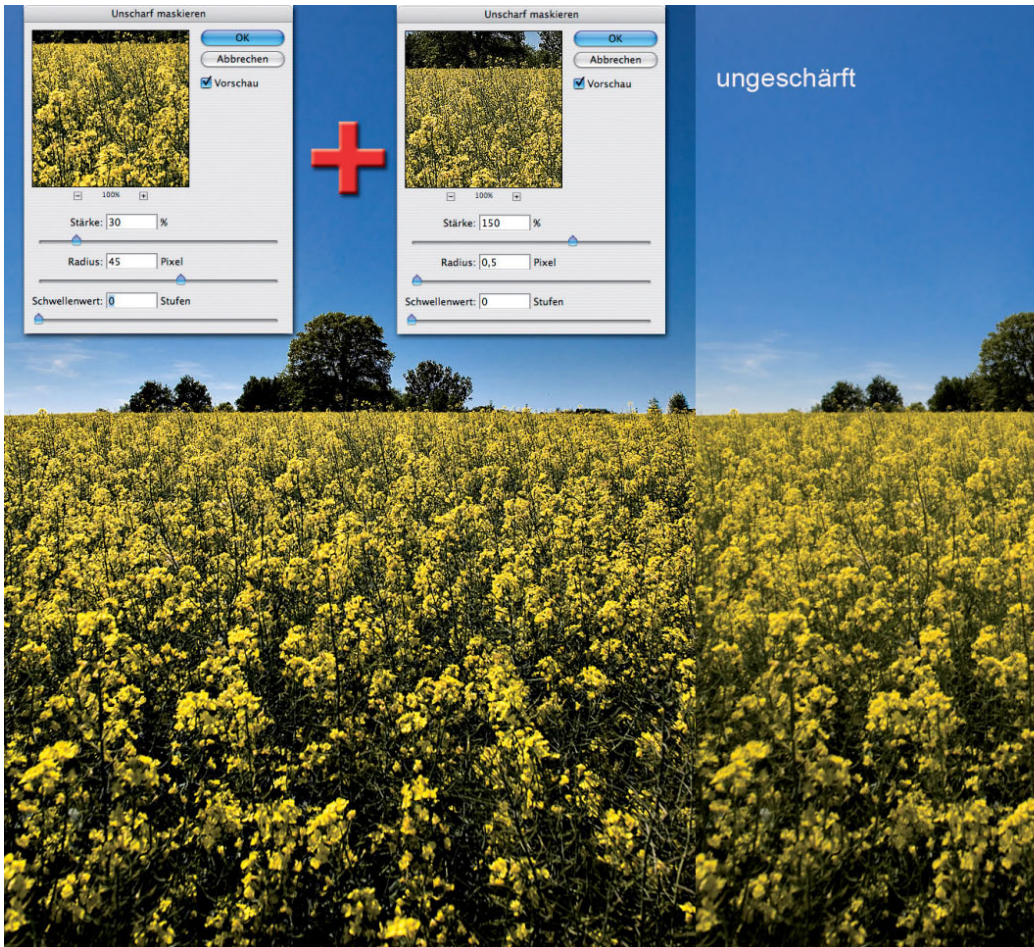 Unscharf maskieren
OK
Abbrechen
Vorschau
100%
Stärke: 30 %
Radius: 45 Pixel
Schwellenwert: 0 Stufen
Unscharf maskieren
OK
Abbrechen
Vorschau
100%
Stärke: 150 %
Radius: 0,5 Pixel
Schwellenwert: 0 Stufen
ungeschärft